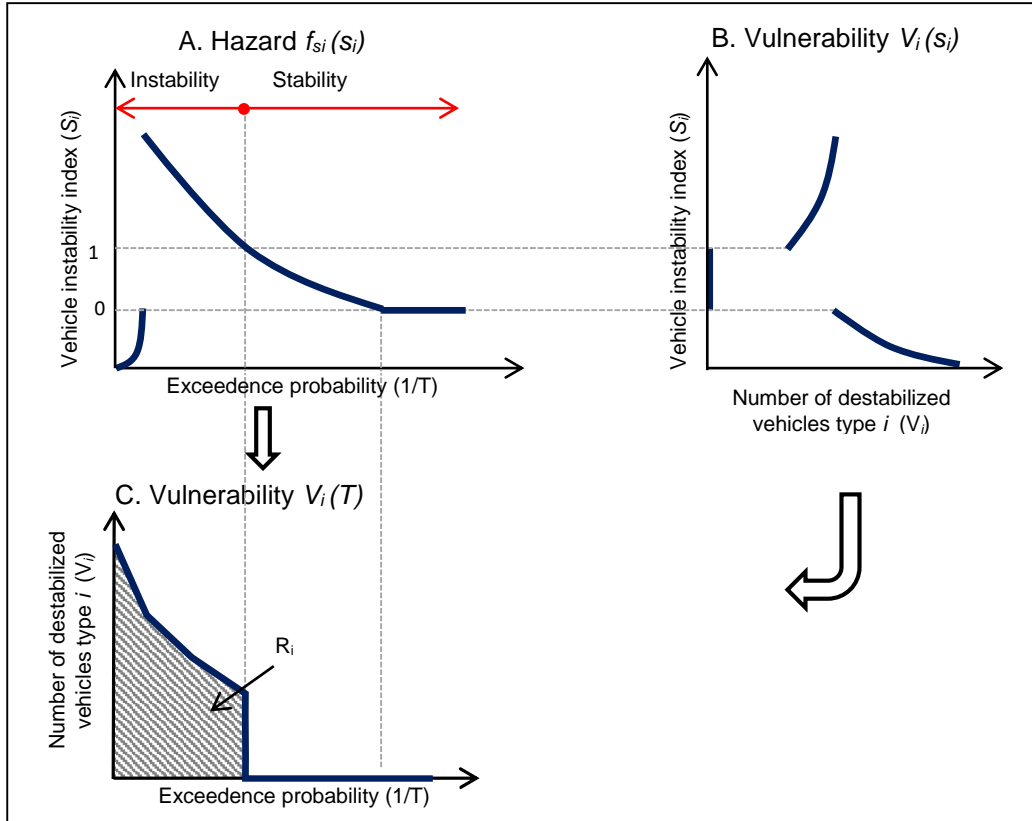 A. Hazard fsi (si)
Instability
Stability
Vehicle instability index (Si)
1
0
Exceedence probability (1/T)
B. Vulnerability Vi (si)
Vehicle instability index (Si)
Number of destabilized
vehicles type i (Vi)
C. Vulnerability Vi (T)
Number of destabilized
vehicles type i (Vi)
Ri
Exceedence probability (1/T)